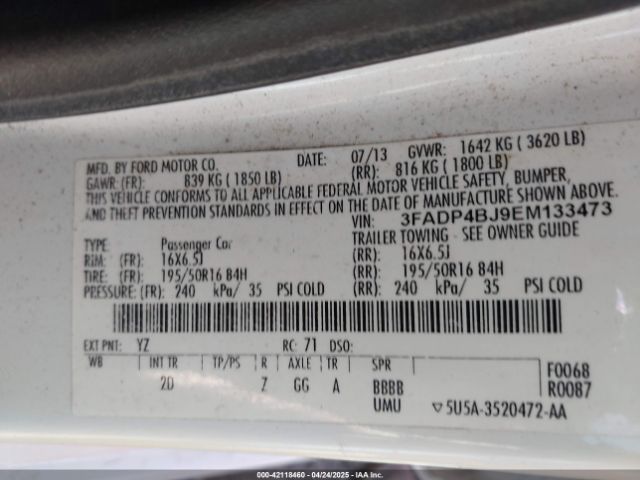 MFD. BY FORD MOTOR CO. DATE: 07/13 GVWR: 1642 KG ( 3620 LB)
GAWR: (FR): 839 KG ( 1850 LB) (RR): 816 KG ( 1800 LB)
THIS VEHICLE CONFORMS TO ALL APPLICABLE FEDERAL MOTOR VEHICLE SAFETY, BUMPER,
AND THEFT PREVENTION STANDARDS IN EFFECT ON THE DATE OF MANUFACTURE SHOWN ABOVE.
VIN: 3FADP4BJ9EM133473
TYPE: Passenger Car TRAILER TOWING - SEE OWNER GUIDE
RIM: (FR): 16X6.5J (RR): 16X6.5J
TIRE: (FR): 195/50R16 84H (RR): 195/50R16 84H
PRESSURE: (FR): 240 kPa/ 35 PSI COLD (RR): 240 kPa/ 35 PSI COLD
EXT PNT: YZ RC: 71 DSO:
WB INT TR TP/PS R AXLE TR SPR F0068
2D Z GG A BBBB R0087
UMU ▽5U5A-3520472-AA
000-42118460 - 04/24/2025 - IAAI.com